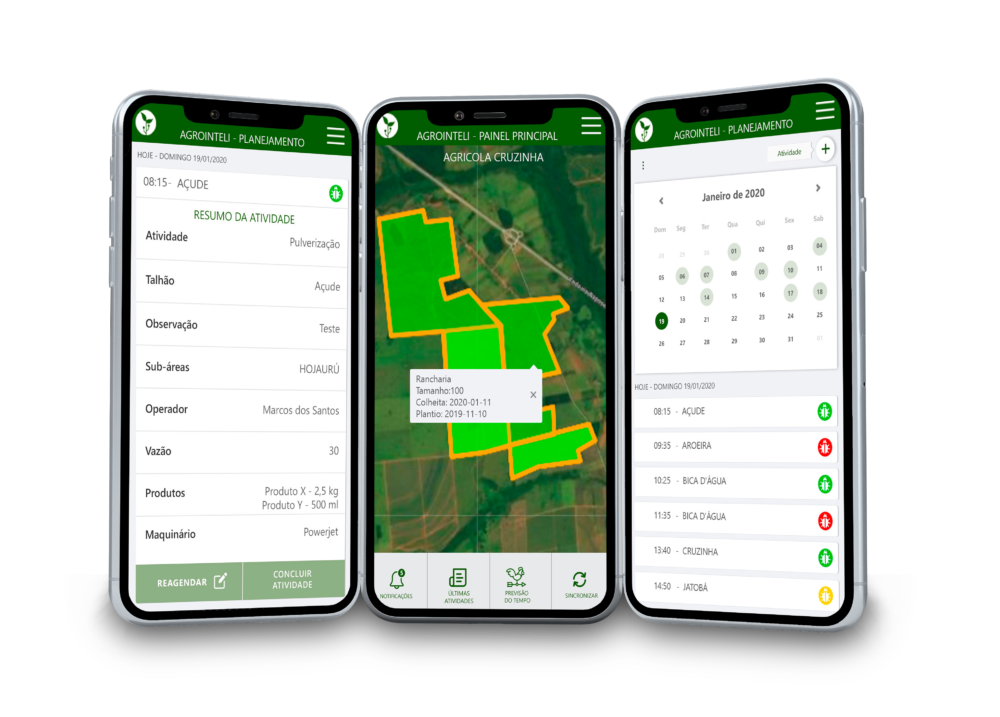 AGROINTELI - PLANEJAMENTO
HOJE - DOMINGO 19/01/2020
08:15- AÇUDE
RESUMO DA ATIVIDADE
Atividade Pulverização
Talhão Açude
Observação Teste
Sub-áreas HOJAURÚ
Operador Marcos dos Santos
Vazão 30
Produtos Produto X - 2,5 kg
Produto Y - 500 ml
Maquinário Powerjet
REAGENDAR
CONCLUIR
ATIVIDADE
AGROINTELI - PAINEL PRINCIPAL
AGRICOLA CRUZINHA
Rancharia
Tamanho:100
Colheita: 2020-01-11
Plantio: 2019-11-10
NOTIFICAÇÕES
ÚLTIMAS
ATIVIDADES
PREVISÃO
DO TEMPO
SINCRONIZAR
AGROINTELI - PLANEJAMENTO
Atividade +
Janeiro de 2020
Dom Seg Ter Qua Qui Sex Sab
01 02 03 04
05 06 07 08 09 10 11
12 13 14 15 16 17 18
19 20 21 22 23 24 25
26 27 28 29 30 31 01
HOJE - DOMINGO 19/01/2020
08:15 - AÇUDE
09:35 - AROEIRA
10:25 - BICA D'ÁGUA
11:35 - BICA D'ÁGUA
13:40 - CRUZINHA
14:50 - JATOBÁ